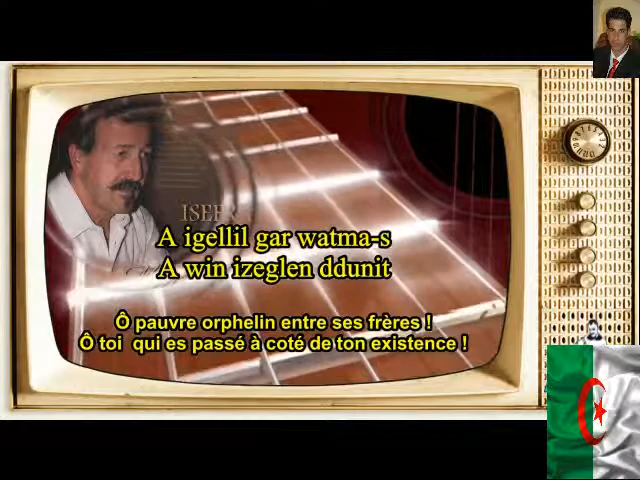 A igellil gar watma-s
A win izeglen ddunit
Ô pauvre orphelin entre ses frères !
Ô toi qui es passé à coté de ton existence !